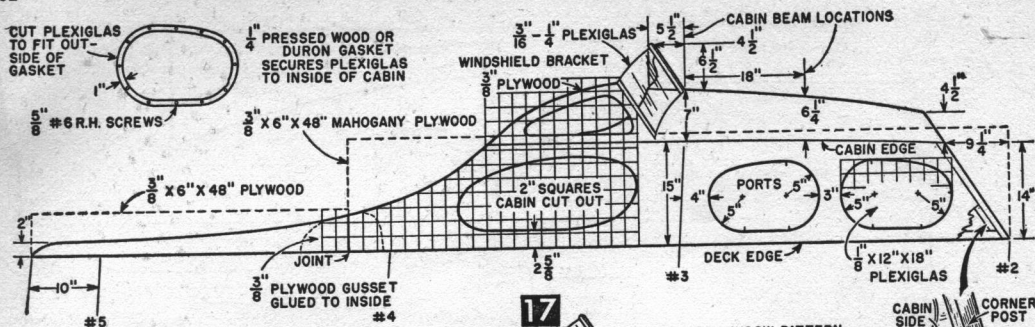 CUT PLEXIGLAS
TO FIT OUT-
SIDE OF
GASKET
1"
5/8" #6 R.H. SCREWS
1/4" PRESSED WOOD OR
DURON GASKET
SECURES PLEXIGLAS
TO INSIDE OF CABIN
3/8" X 6" X 48" MAHOGANY PLYWOOD
3/8" X 6" X 48" PLYWOOD
3/16" - 1/4" PLEXIGLAS
WINDSHIELD BRACKET
3/8" PLYWOOD
5 1/2"
CABIN BEAM LOCATIONS
4 1/2"
6 1/2"
18"
4 1/2"
7"
6 1/4"
CABIN EDGE
9 1/4"
2" SQUARES
CABIN CUT OUT
15"
4"
PORTS
5"
5"
3"
5"
5"
5"
14"
2"
10"
JOINT
3/8" PLYWOOD GUSSET
GLUED TO INSIDE
2 5/8"
DECK EDGE
1/8" X 12" X 18"
PLEXIGLAS
#5
#4
#3
#2
17
CABIN
SIDE
CORNER
POST